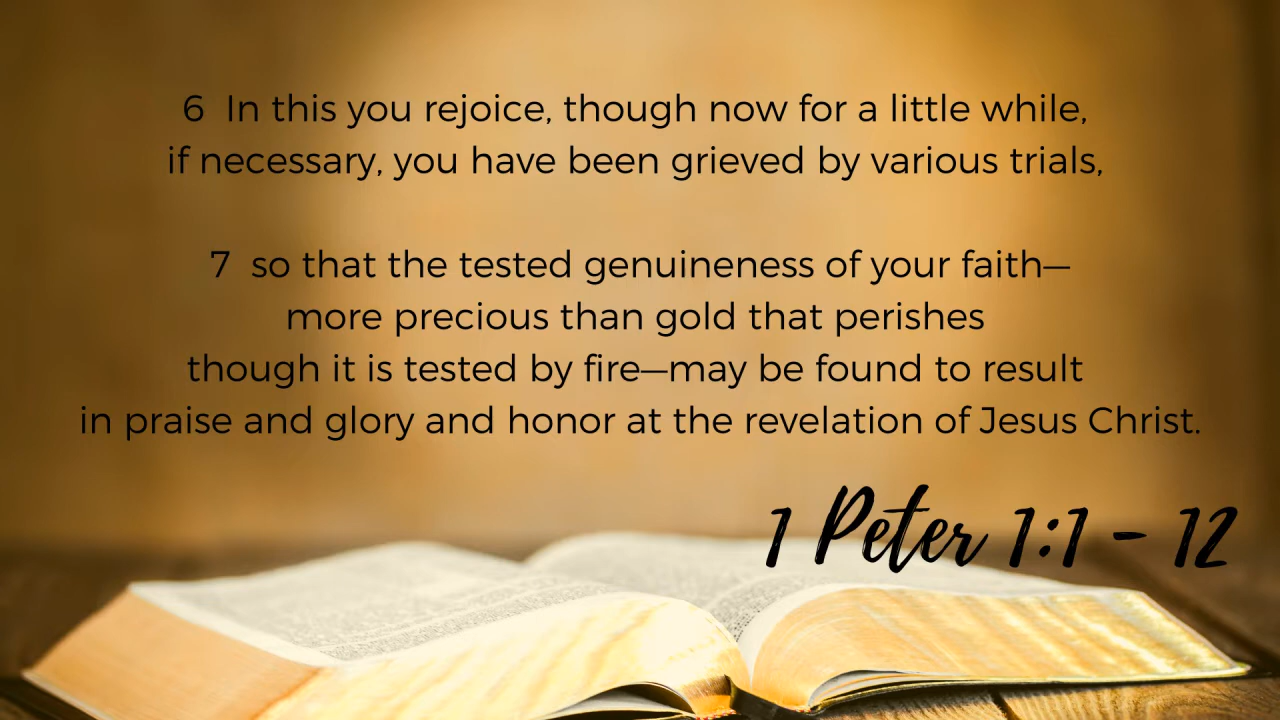 6  In this you rejoice, though now for a little while,
if necessary, you have been grieved by various trials,
7  so that the tested genuineness of your faith—
more precious than gold that perishes
though it is tested by fire—may be found to result
in praise and glory and honor at the revelation of Jesus Christ.
1 Peter 1:1 - 12